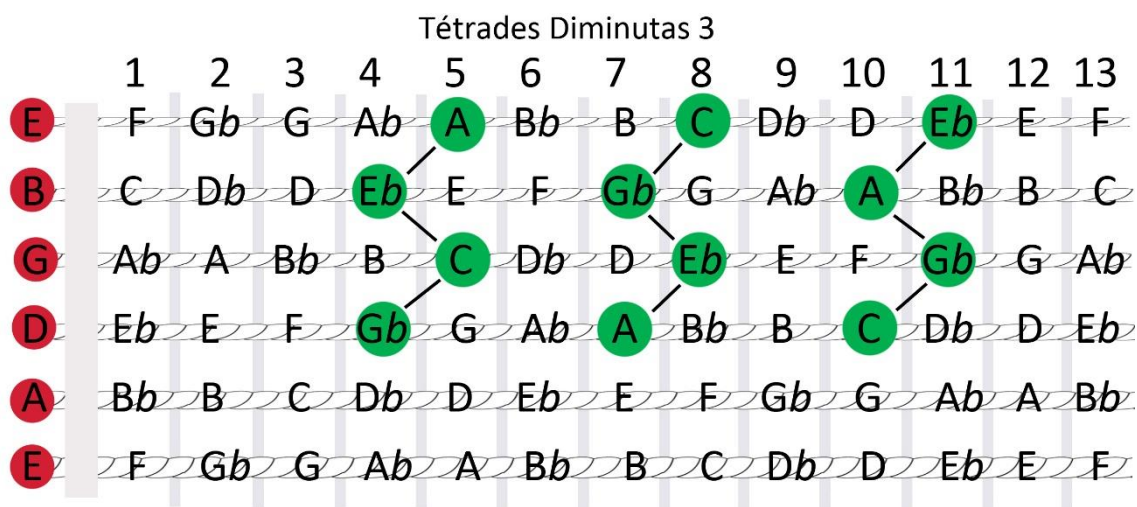 Tétrades Diminutas 3
1 2 3 4 5 6 7 8 9 10 11 12 13
E F Gb G Ab A Bb B C Db D Eb E F
B C Db D Eb E F Gb G Ab A Bb B C
G Ab A Bb B C Db D Eb E F Gb G Ab
D Eb E F Gb G Ab A Bb B C Db D Eb
A Bb B C Db D Eb E F Gb G Ab A Bb
E F Gb G Ab A Bb B C Db D Eb E F